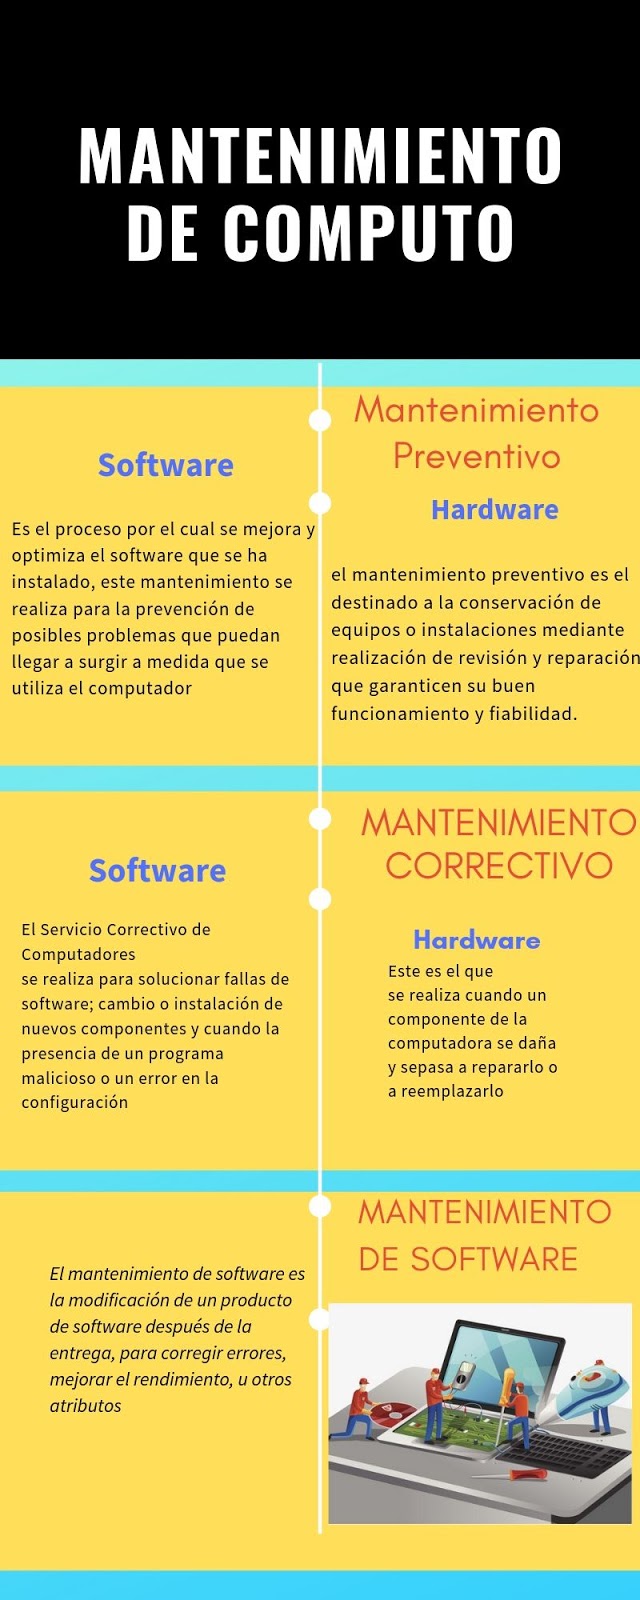 MANTENIMIENTO
DE COMPUTO
Mantenimiento
Preventivo
Software
Es el proceso por el cual se mejora y
optimiza el software que se ha
instalado, este mantenimiento se
realiza para la prevención de
posibles problemas que puedan
llegar a surgir a medida que se
utiliza el computador
Hardware
el mantenimiento preventivo es el
destinado a la conservación de
equipos o instalaciones mediante
realización de revisión y reparación
que garanticen su buen
funcionamiento y fiabilidad.
MANTENIMIENTO
CORRECTIVO
Software
El Servicio Correctivo de
Computadores
se realiza para solucionar fallas de
software; cambio o instalación de
nuevos componentes y cuando la
presencia de un programa
malicioso o un error en la
configuración
Hardware
Este es el que
se realiza cuando un
componente de la
computadora se daña
y sepasa a repararlo o
a reemplazarlo
MANTENIMIENTO
DE SOFTWARE
El mantenimiento de software es
la modificación de un producto
de software después de la
entrega, para corregir errores,
mejorar el rendimiento, u otros
atributos